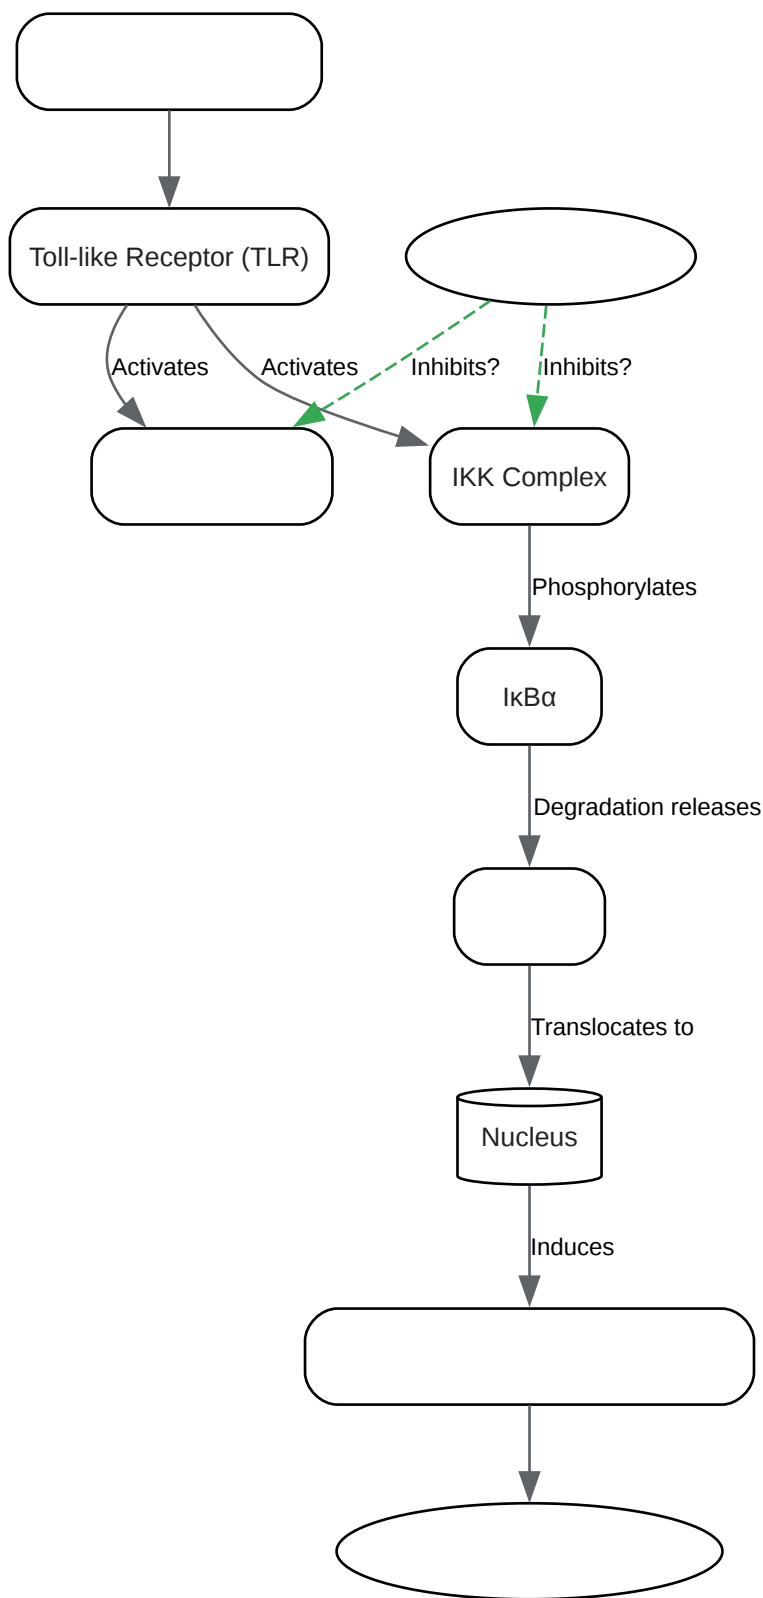 Toll-like Receptor (TLR)
Activates
Activates
Inhibits?
Inhibits?
IKK Complex
Phosphorylates
IκBα
Degradation releases
Translocates to
Nucleus
Induces